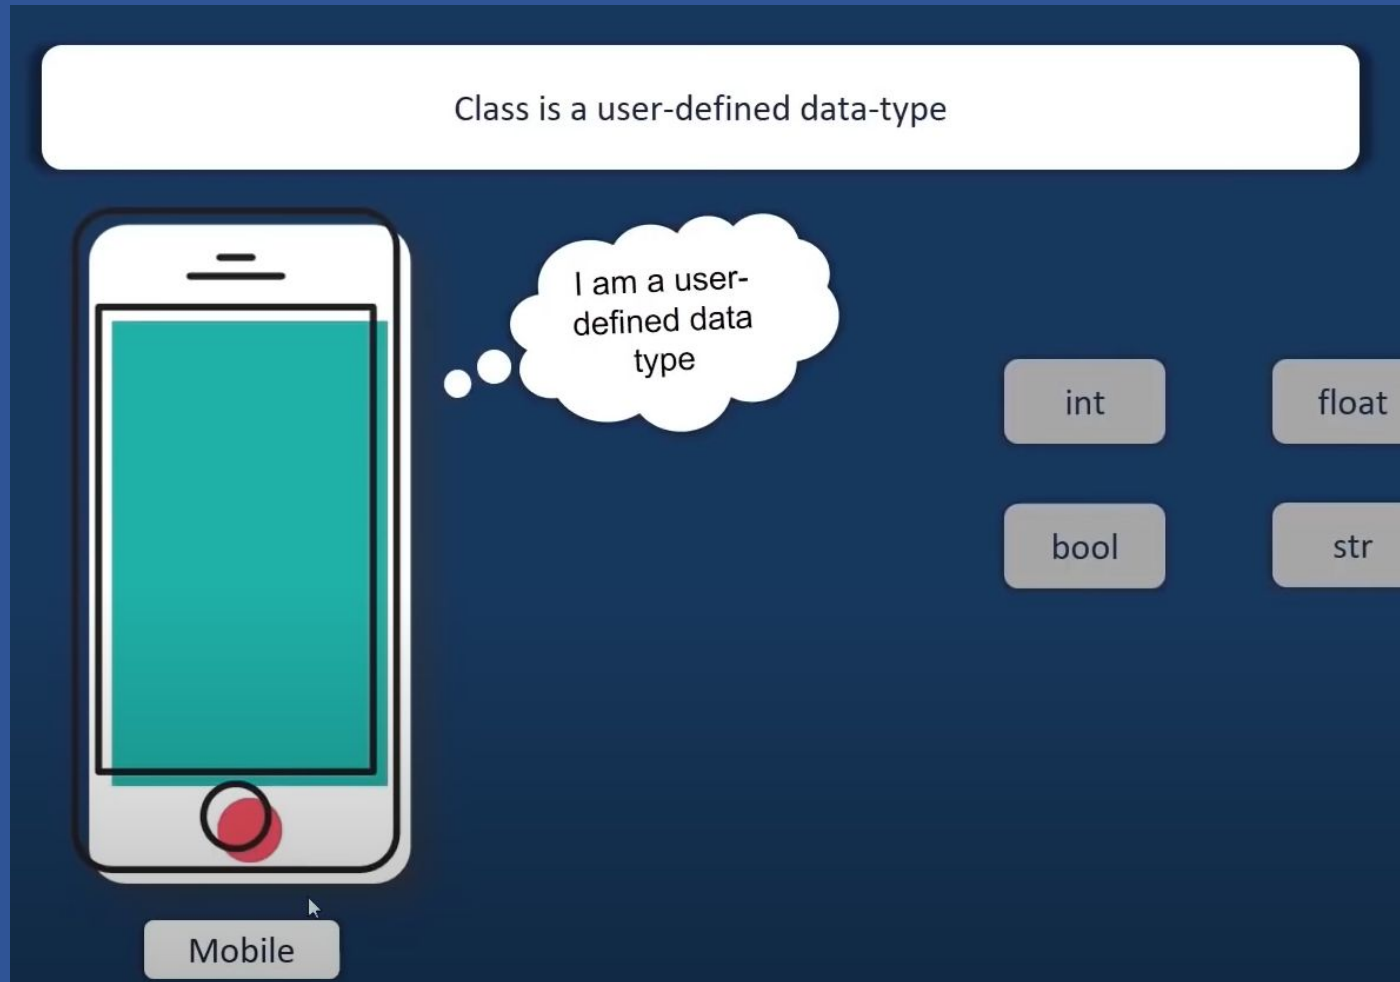 Class is a user-defined data-type
I am a user-
defined data
type
int
float
bool
str
Mobile